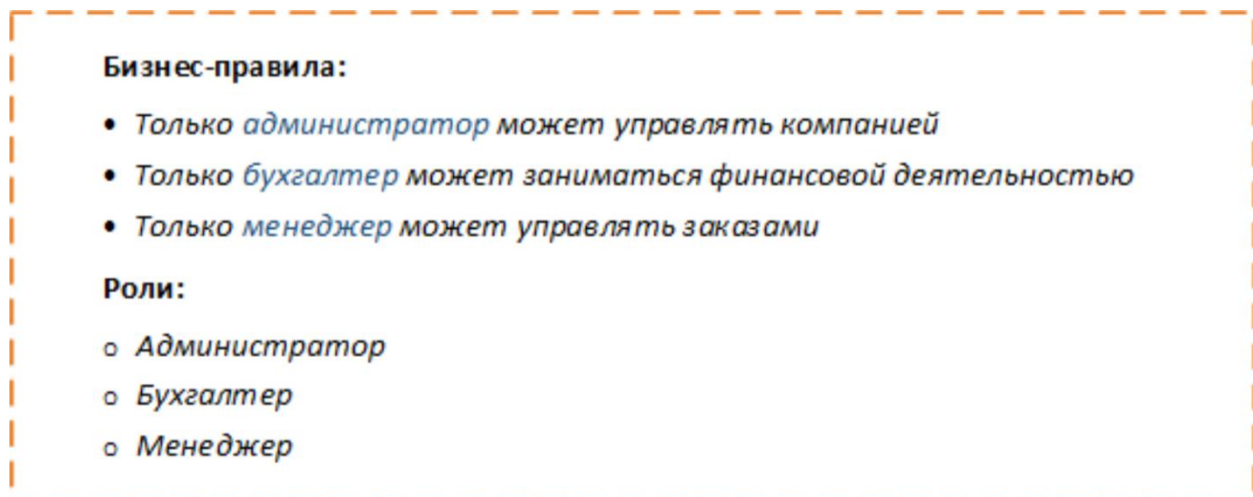 Бизнес-правила:
• Только администратор может управлять компанией
• Только бухгалтер может заниматься финансовой деятельностью
• Только менеджер может управлять заказами
Роли:
o Администратор
o Бухгалтер
o Менеджер